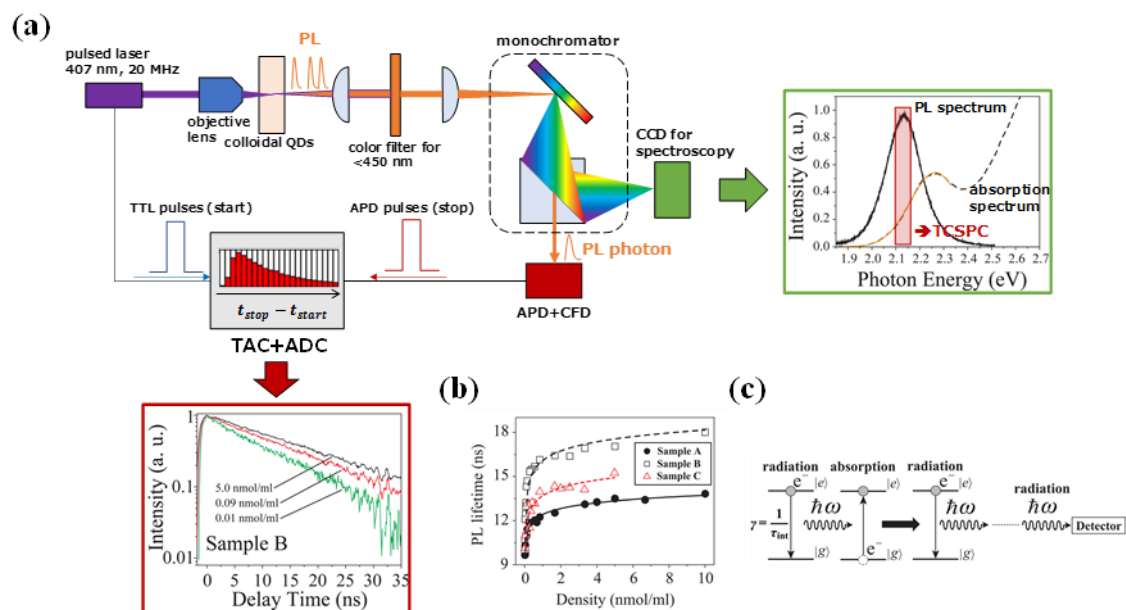 (a)
pulsed laser
407 nm, 20 MHz
PL
objective
lens
colloidal QDs
color filter for
<450 nm
monochromator
CCD for
spectroscopy
PL photon
APD+CFD
TTL pulses (start)
APD pulses (stop)
t_stop − t_start
TAC+ADC
Intensity (a. u.)
1.0
0.8
0.6
0.4
0.2
0.0
PL spectrum
absorption
spectrum
➔TCSPC
1.9 2.0 2.1 2.2 2.3 2.4 2.5 2.6 2.7
Photon Energy (eV)
Intensity (a. u.)
1
0.1
0.01
5.0 nmol/ml
0.09 nmol/ml
0.01 nmol/ml
Sample B
0 5 10 15 20 25 30 35
Delay Time (ns)
(b)
PL lifetime (ns)
18
15
12
9
Sample A
Sample B
Sample C
0 2 4 6 8 10
Density (nmol/ml)
(c)
radiation absorption radiation
e⁻ |e⟩ |e⟩ e⁻ |e⟩
radiation
γ = 1/τ_int
ħω ħω ħω
Detector
|g⟩ e⁻ |g⟩ |g⟩